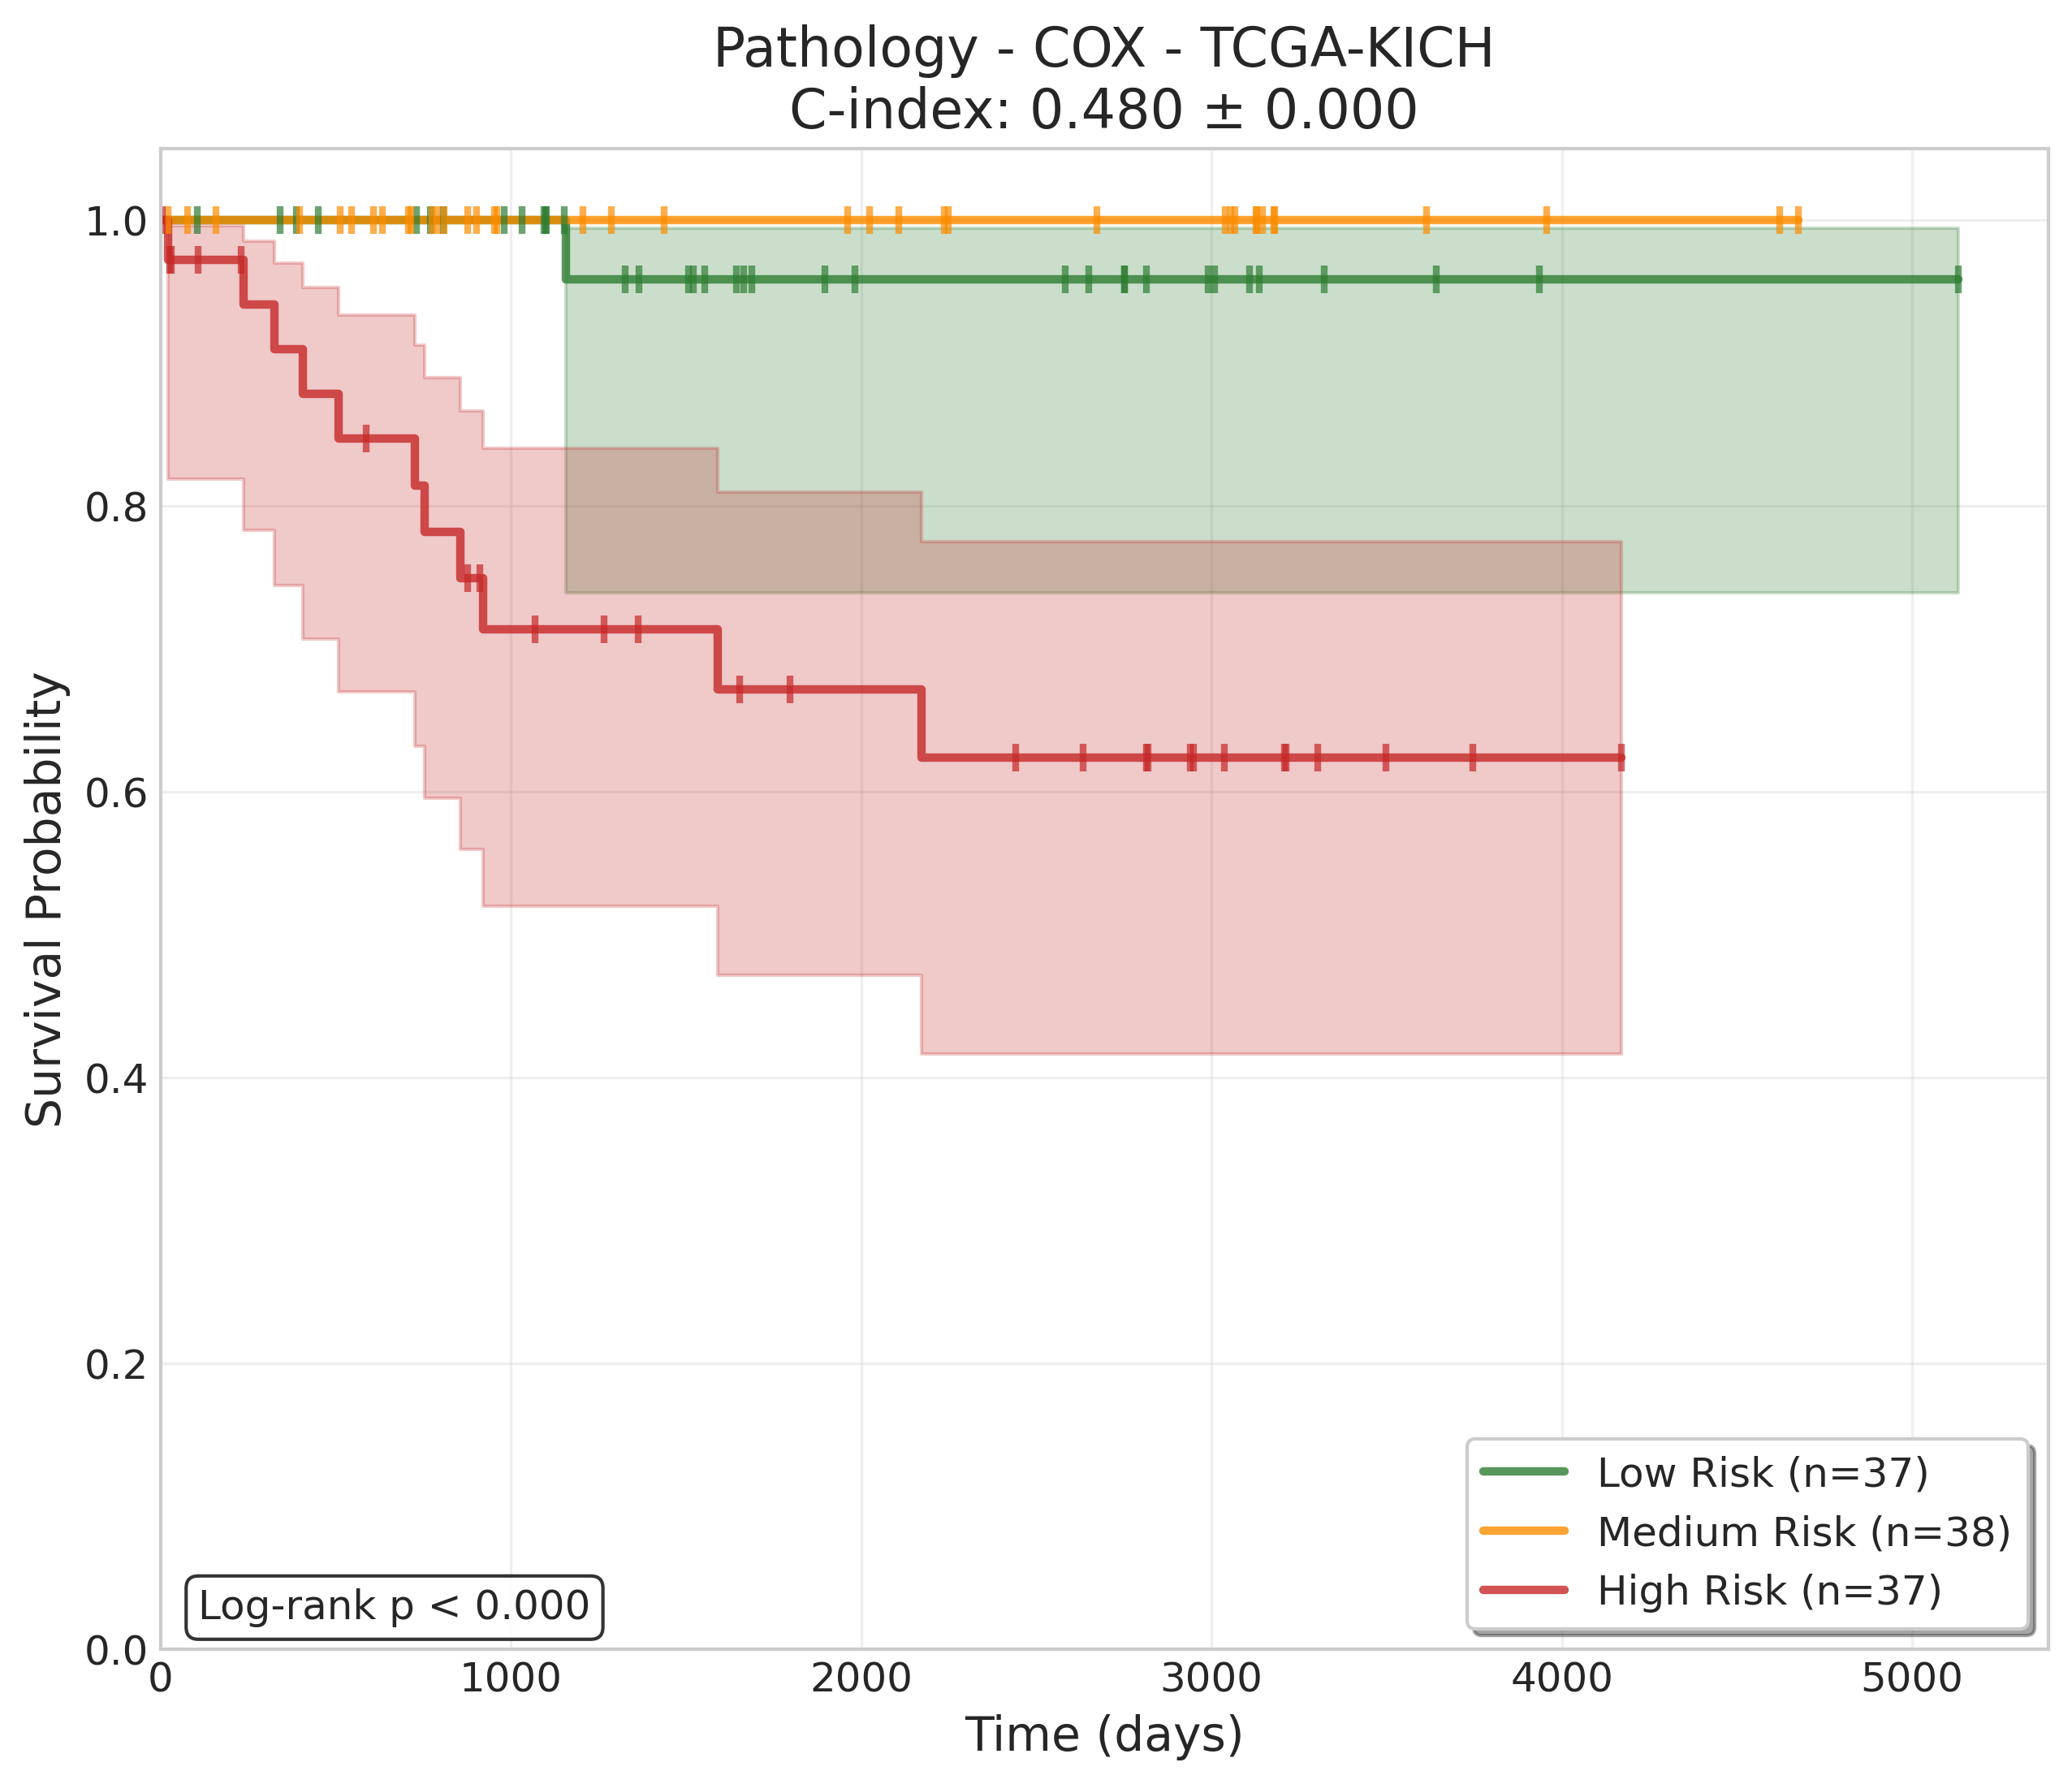 Pathology - COX - TCGA-KICH
C-index: 0.480 ± 0.000
Survival Probability
1.0
0.8
0.6
0.4
0.2
0.0
0 1000 2000 3000 4000 5000
Time (days)
Log-rank p < 0.000
Low Risk (n=37)
Medium Risk (n=38)
High Risk (n=37)